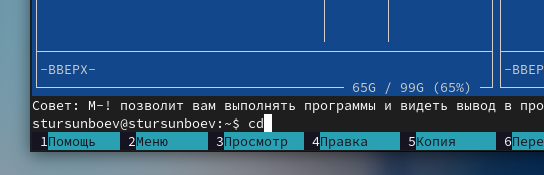 -ВВЕРХ-
-ВВЕР
65G / 99G (65%)
Совет: M-! позволит вам выполнять программы и видеть вывод в про
stursunboev@stursunboev:~$ cd
1Помощь 2Меню 3Просмотр 4Правка 5Копия 6Пере